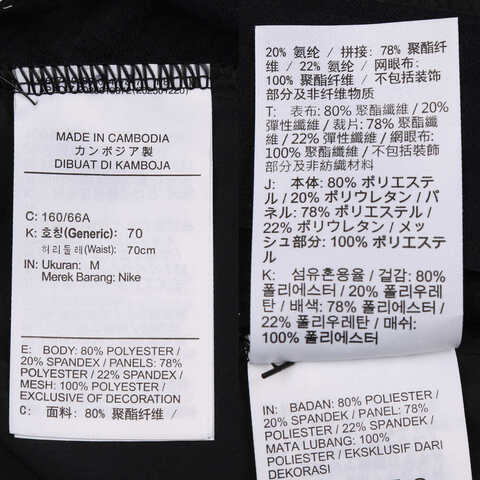 MADE IN CAMBODIA
カンボジア製
DIBUAT DI KAMBOJA
C: 160/66A
K: 호칭(Generic): 70
허리둘레(Waist): 70cm
IN: Ukuran: M
Merek Barang: Nike
E: BODY: 80% POLYESTER /
20% SPANDEX / PANELS: 78%
POLYESTER / 22% SPANDEX /
MESH: 100% POLYESTER /
EXCLUSIVE OF DECORATION
C: 面料: 80% 聚酯纤维 /
20% 氨纶 / 拼接: 78% 聚酯纤
维 / 22% 氨纶 / 网眼布:
100% 聚酯纤维 / 不包括装饰
部分及非纤维物质
T: 表布: 80% 聚酯纖維 / 20%
彈性纖維 / 裁片: 78% 聚酯纖
維 / 22% 彈性纖維 / 網眼布:
100% 聚酯纖維 / 不包括裝飾
部分及非紡織材料
J: 本体: 80% ポリエステ
ル / 20% ポリウレタン / パ
ネル: 78% ポリエステル /
22% ポリウレタン / メッ
シュ部分: 100% ポリエステ
ル
K: 섬유혼용율 / 겉감: 80%
폴리에스터 / 20% 폴리우레탄
/ 배색: 78% 폴리에스터 /
22% 폴리우레탄 / 매쉬:
100% 폴리에스터
IN: BADAN: 80% POLIESTER /
20% SPANDEK / PANEL: 78%
POLIESTER / 22% SPANDEK /
MATA LUBANG: 100%
POLIESTER / EKSKLUSIF DARI
DEKORASI